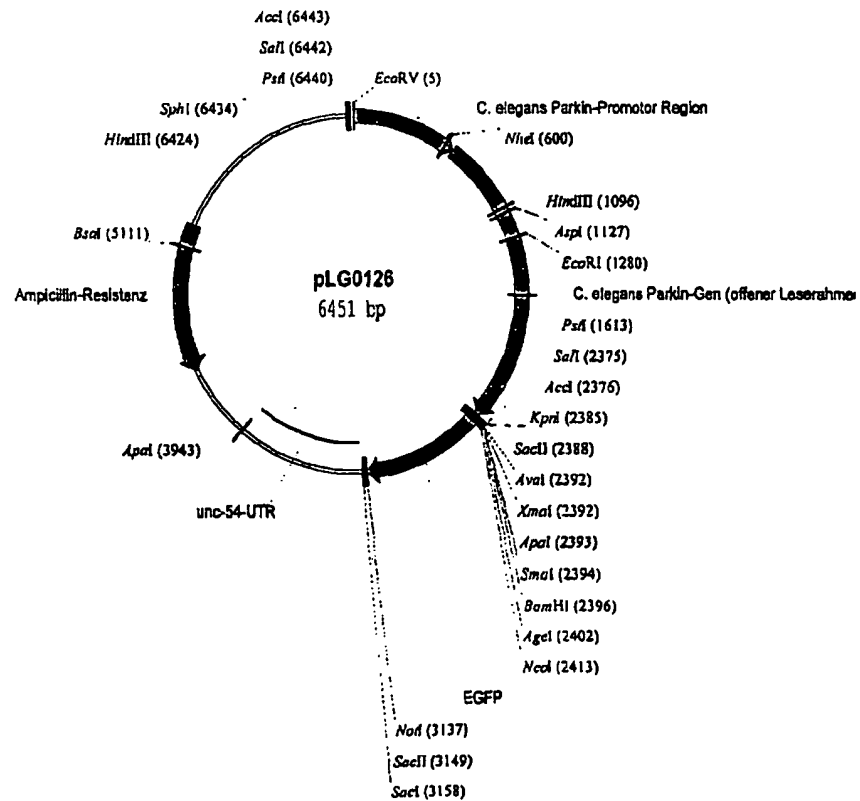 AccI (6443)
SalI (6442)
PstI (6440)
EcoRV (5)
SphI (6434)
C. elegans Parkin-Promotor Region
HindIII (6424)
NheI (600)
HindIII (1096)
BsaI (5111)
AspI (1127)
EcoRI (1280)
pLG0126
Ampicillin-Resistanz
C. elegans Parkin-Gen (offener Leserahmen
6451 bp
PstI (1613)
SalI (2375)
AccI (2376)
KpnI (2385)
ApaI (3943)
SacII (2388)
AvaI (2392)
unc-54-UTR
XmaI (2392)
ApaI (2393)
SmaI (2394)
BamHI (2396)
AgeI (2402)
NcoI (2413)
EGFP
NotI (3137)
SacII (3149)
SacI (3158)